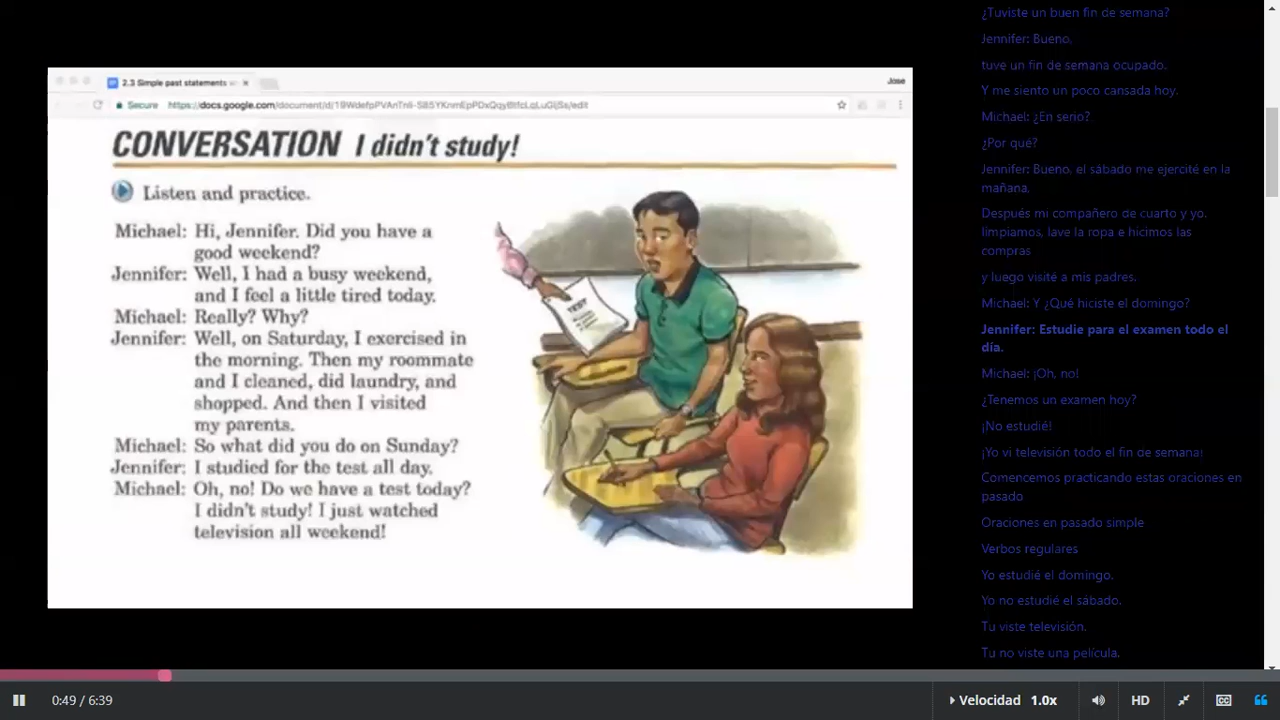 2.3 Simple past statements w
Jose
Secure
CONVERSATION I didn't study!
Listen and practice.
Michael: Hi, Jennifer. Did you have a
good weekend?
Jennifer: Well, I had a busy weekend,
and I feel a little tired today.
Michael: Really? Why?
Jennifer: Well, on Saturday, I exercised in
the morning. Then my roommate
and I cleaned, did laundry, and
shopped. And then I visited
my parents.
Michael: So what did you do on Sunday?
Jennifer: I studied for the test all day.
Michael: Oh, no! Do we have a test today?
I didn't study! I just watched
television all weekend!
TEST
¿Tuviste un buen fin de semana?
Jennifer: Bueno,
tuve un fin de semana ocupado.
Y me siento un poco cansada hoy.
Michael: ¿En serio?
¿Por qué?
Jennifer: Bueno, el sábado me ejercité en la
mañana,
Después mi compañero de cuarto y yo.
limpiamos, lave la ropa e hicimos las
compras
y luego visité a mis padres.
Michael: Y ¿Qué hiciste el domingo?
Jennifer: Estudie para el examen todo el
día.
Michael: ¡Oh, no!
¿Tenemos un examen hoy?
¡No estudié!
¡Yo vi televisión todo el fin de semana!
Comencemos practicando estas oraciones en
pasado
Oraciones en pasado simple
Verbos regulares
Yo estudié el domingo.
Yo no estudié el sábado.
Tu viste televisión.
Tu no viste una película.
0:49 / 6:39
Velocidad 1.0x
HD
CC